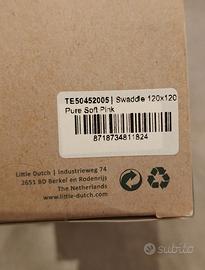 TE50452005 | Swaddle 120x120
Pure Soft Pink
8718734811824
Little Dutch | Industrieweg 74
2651 BD Berkel en Rodenrijs
The Netherlands
www.little-dutch.com
subito